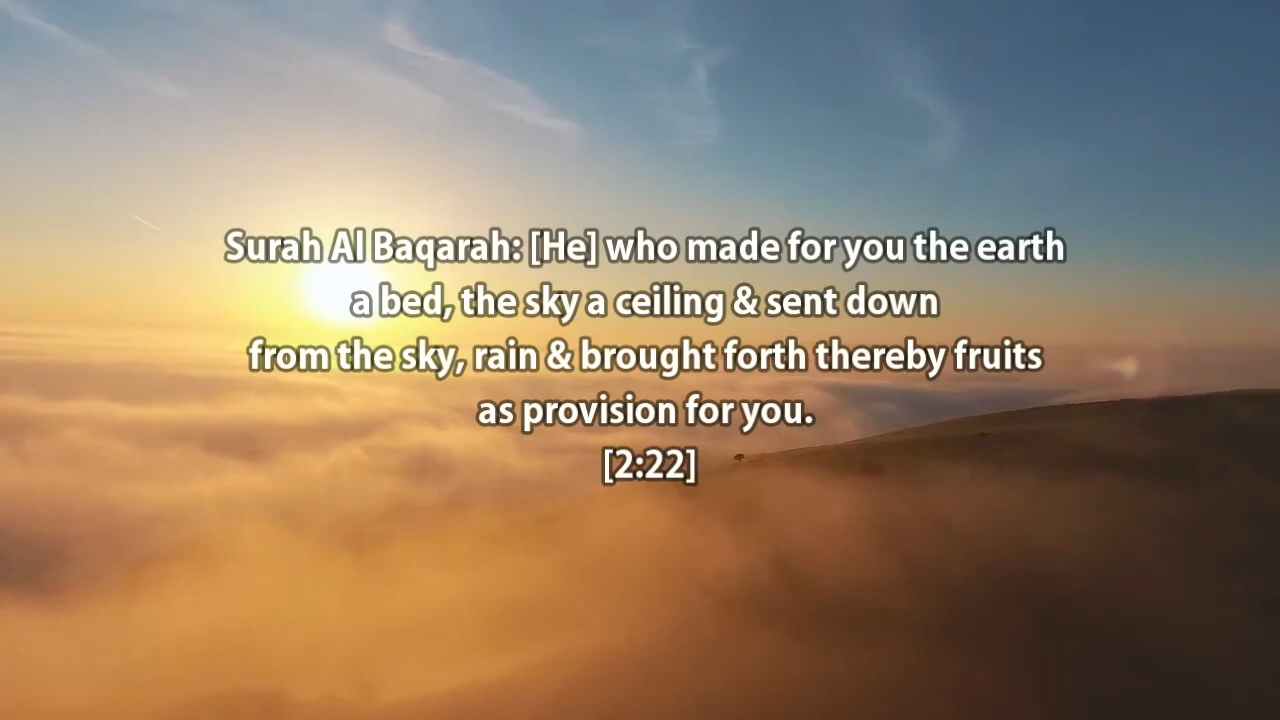 Surah Al Baqarah: [He] who made for you the earth
a bed, the sky a ceiling & sent down
from the sky, rain & brought forth thereby fruits
as provision for you.
[2:22]